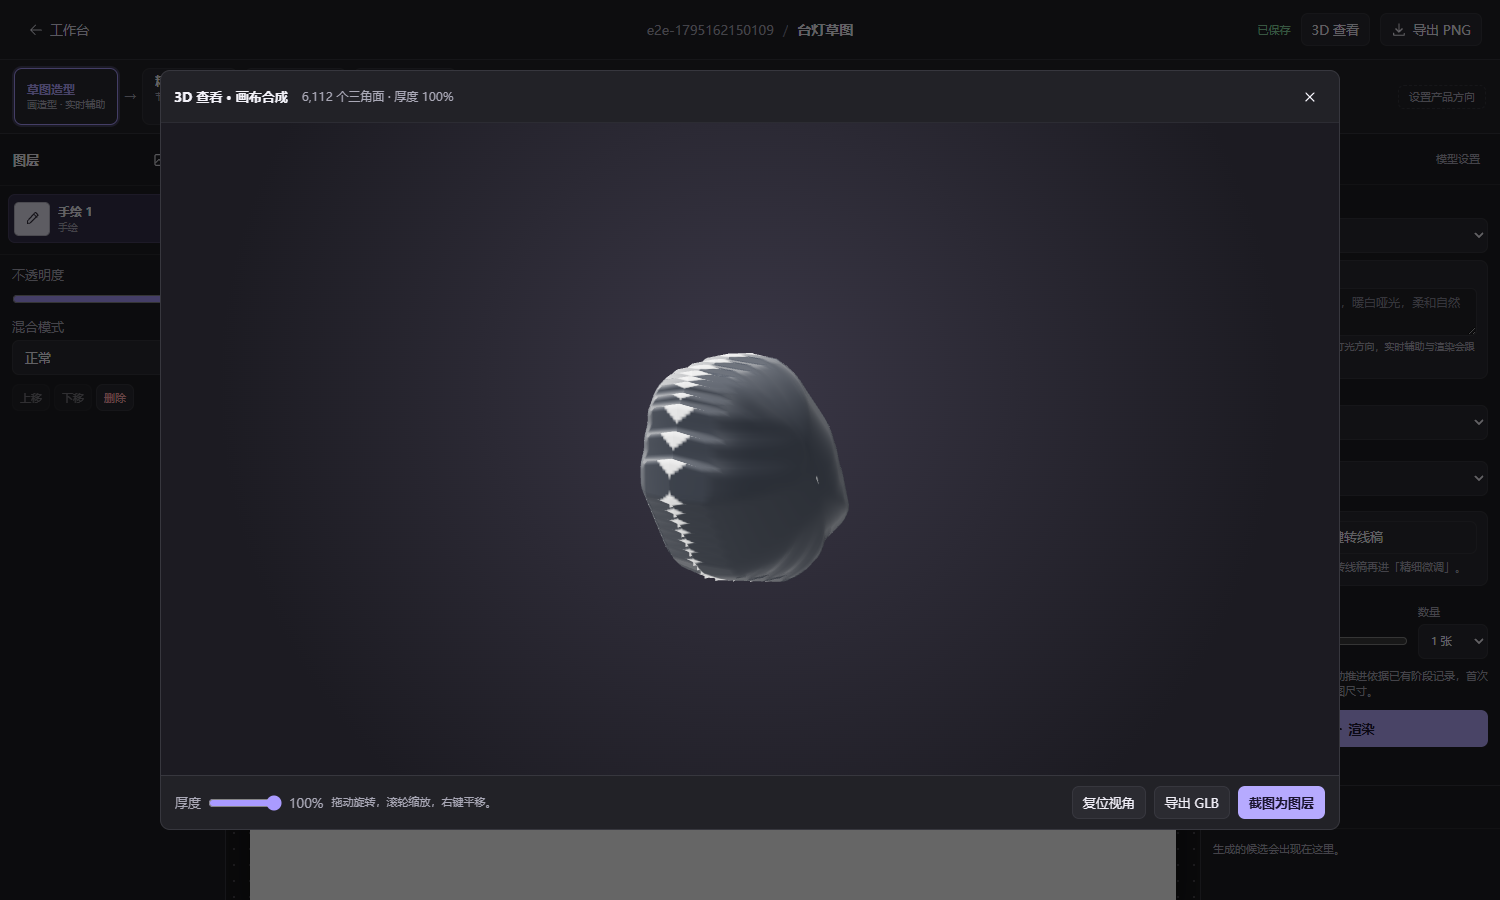 工作台
e2e-1795162150109 / 台灯草图
已保存
3D 查看
导出 PNG
草图造型
画造型 · 实时辅助
→
设置产品方向
3D 查看 • 画布合成
6,112 个三角面 · 厚度 100%
图层
模型设置
手绘 1
手绘
不透明度
，暖白哑光，柔和自然
混合模式
正常
灯光方向，实时辅助与渲染会跟
上移
下移
删除
转线稿
线稿再进「精细微调」。
数量
1 张
推进依据已有阶段记录，首次
图尺寸。
渲染
厚度
100%
拖动旋转，滚轮缩放，右键平移。
复位视角
导出 GLB
截图为图层
生成的候选会出现在这里。